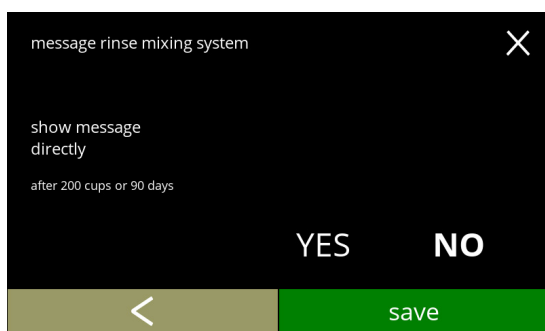 message rinse mixing system
show message
directly
after 200 cups or 90 days
YES NO
save